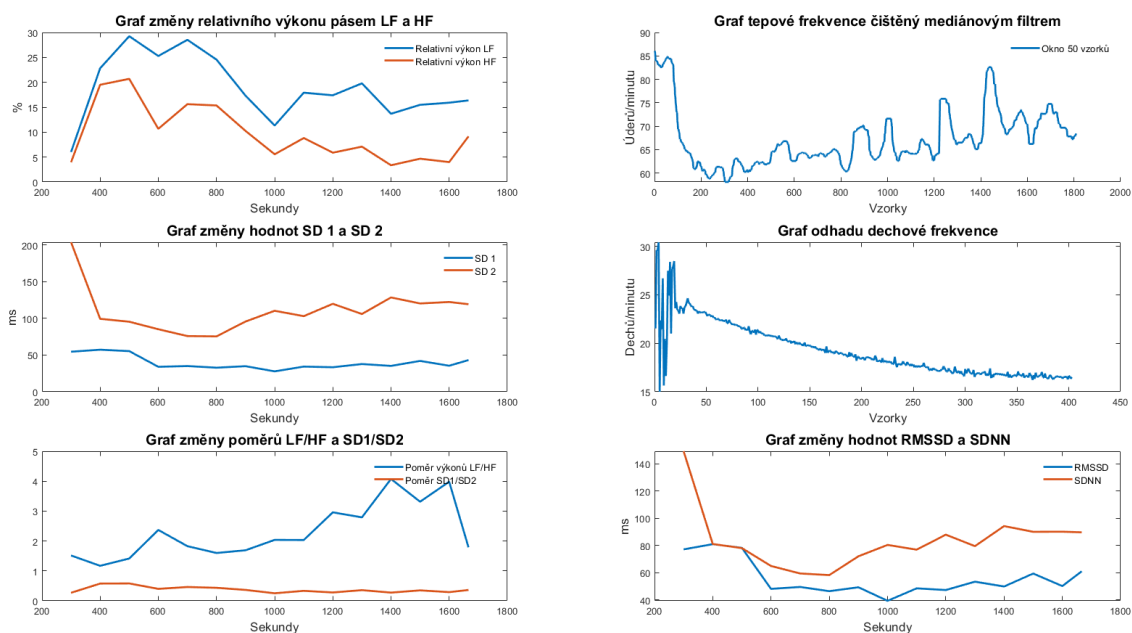 Graf změny relativního výkonu pásem LF a HF
30
25
20
15
10
5
0
%
Relativní výkon LF
Relativní výkon HF
200 400 600 800 1000 1200 1400 1600 1800
Sekundy
Graf tepové frekvence čištěný mediánovým filtrem
90
85
80
75
70
65
60
Úderů/minutu
Okno 50 vzorků
0 200 400 600 800 1000 1200 1400 1600 1800 2000
Vzorky
Graf změny hodnot SD 1 a SD 2
200
150
100
50
0
ms
SD 1
SD 2
200 400 600 800 1000 1200 1400 1600 1800
Sekundy
Graf odhadu dechové frekvence
30
25
20
15
Dechů/minutu
0 50 100 150 200 250 300 350 400 450
Vzorky
Graf změny poměrů LF/HF a SD1/SD2
5
4
3
2
1
0
Poměr výkonů LF/HF
Poměr SD1/SD2
200 400 600 800 1000 1200 1400 1600 1800
Sekundy
Graf změny hodnot RMSSD a SDNN
140
120
100
80
60
40
ms
RMSSD
SDNN
200 400 600 800 1000 1200 1400 1600 1800
Sekundy